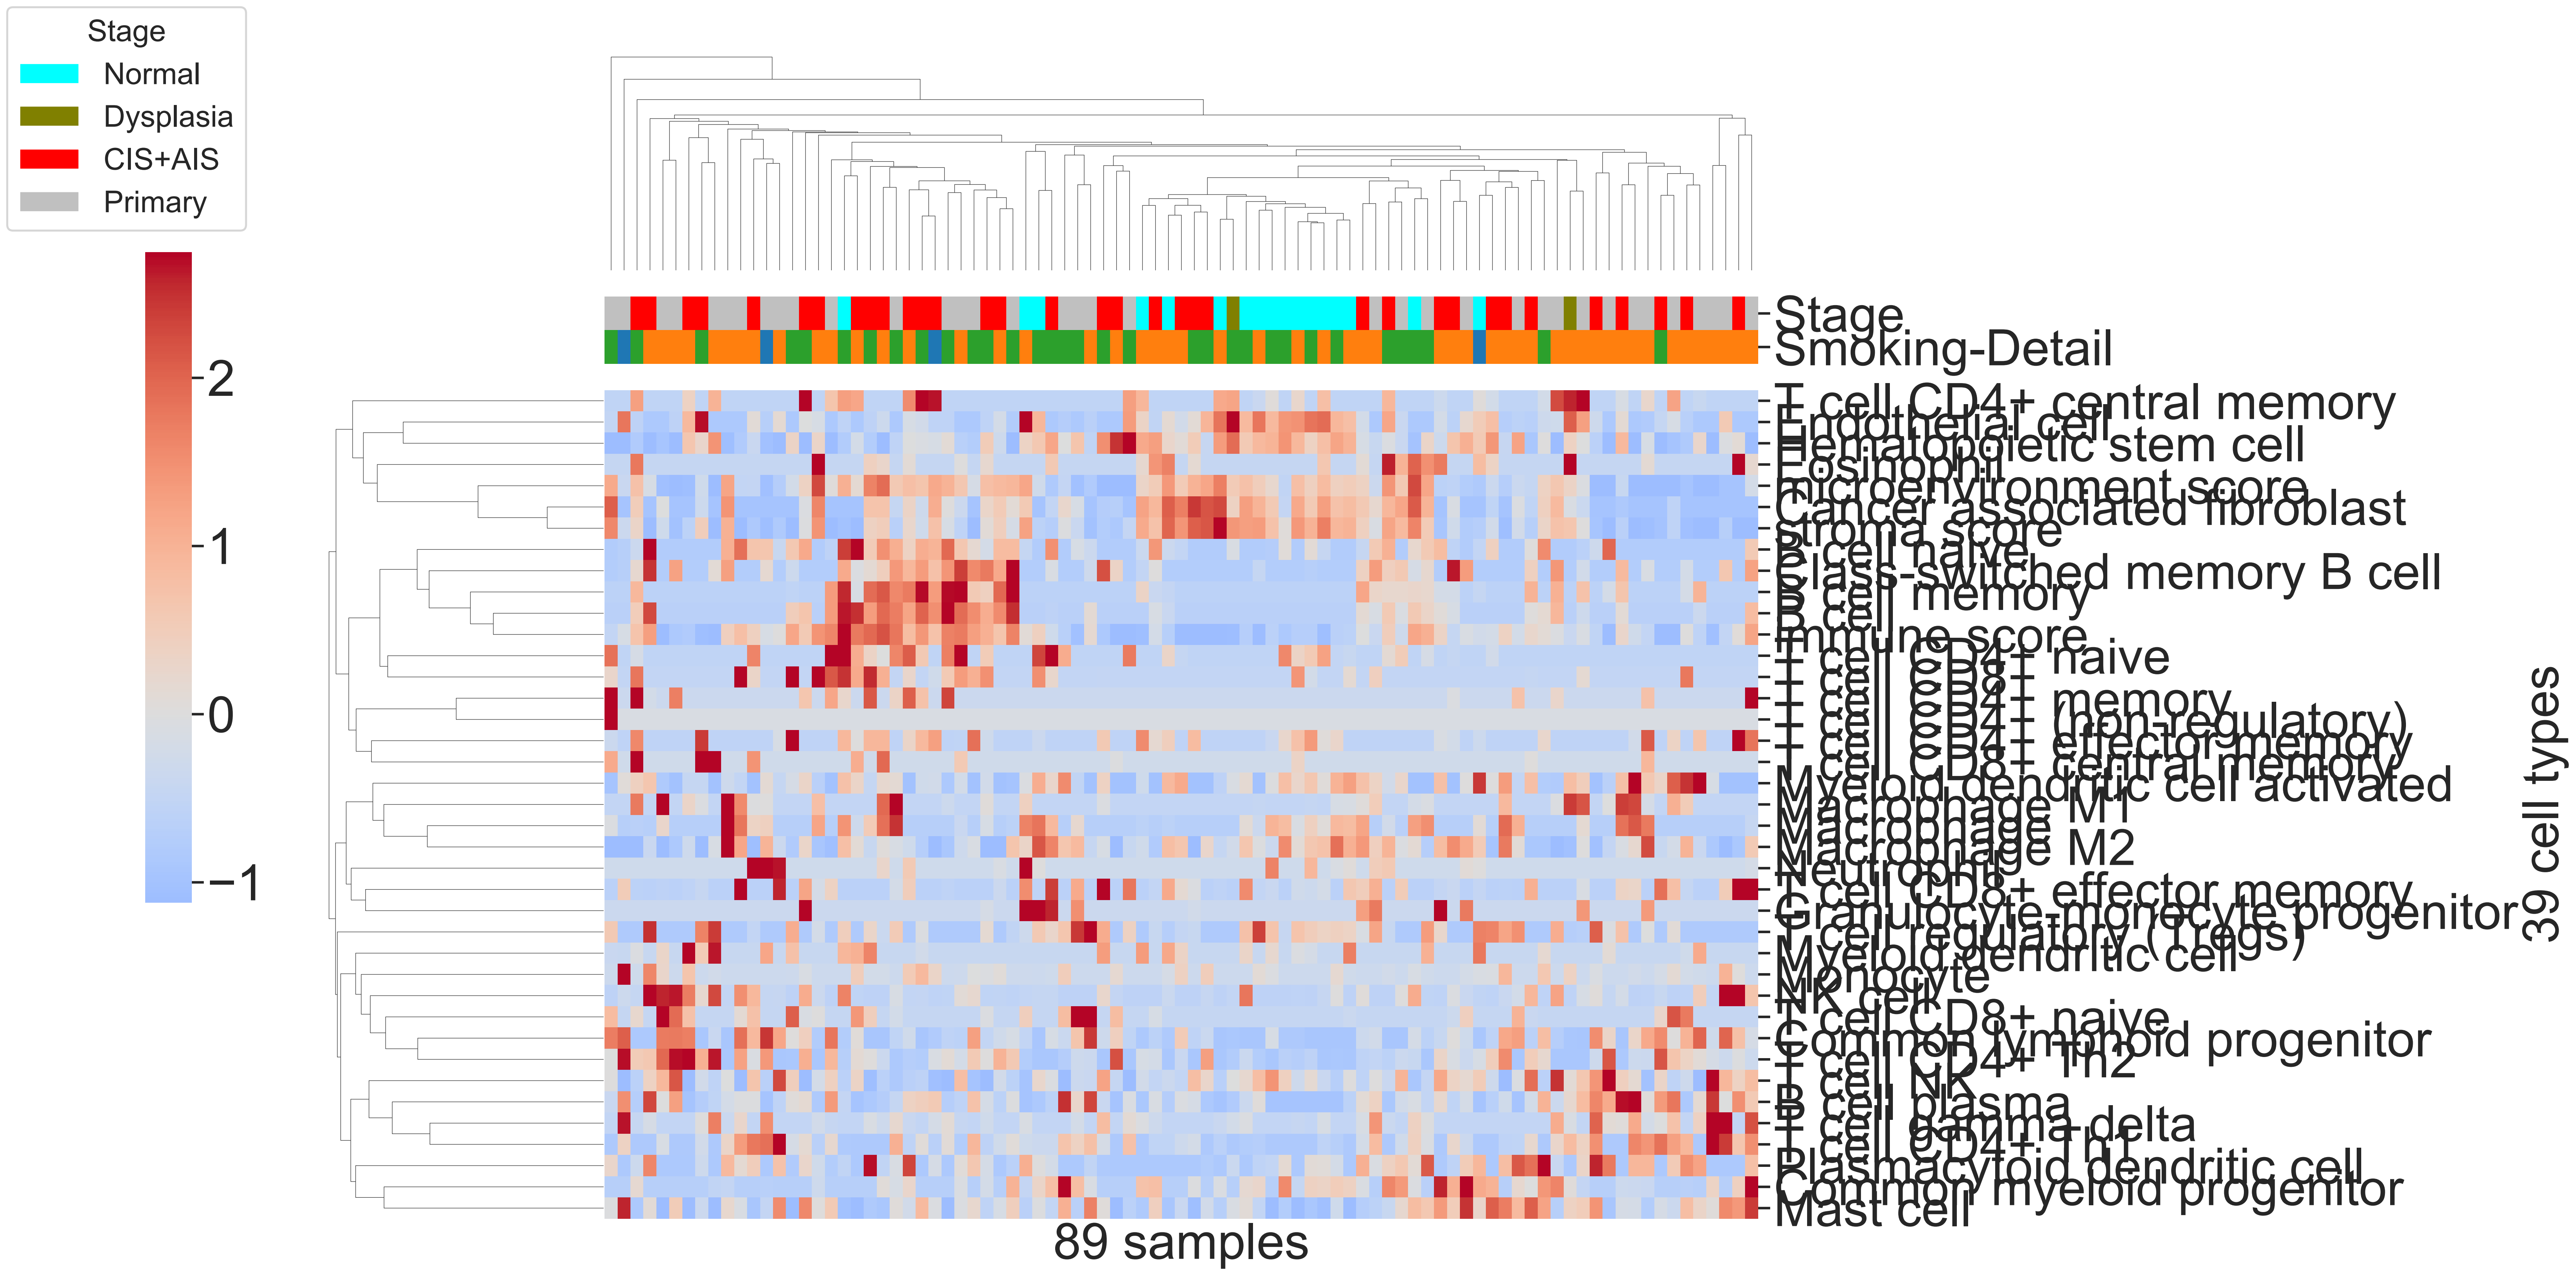 Stage
Normal
Dysplasia
CIS+AIS
Primary
2
1
0
−1
Stage
Smoking-Detail
T cell CD4+ central memory
Endothelial cell
Hematopoietic stem cell
Eosinophil
microenvironment score
Cancer associated fibroblast
stroma score
B cell naive
Class-switched memory B cell
B cell memory
B cell
immune score
T cell CD4+ naive
T cell CD8+
T cell CD4+ memory
T cell CD4+ (non-regulatory)
T cell CD4+ effector memory
T cell CD8+ central memory
Myeloid dendritic cell activated
Macrophage M1
Macrophage
Macrophage M2
Neutrophil
T cell CD8+ effector memory
Granulocyte-monocyte progenitor
T cell regulatory (Tregs)
Myeloid dendritic cell
Monocyte
NK cell
T cell CD8+ naive
Common lymphoid progenitor
T cell CD4+ Th2
T cell NK
B cell plasma
T cell gamma delta
T cell CD4+ Th1
Plasmacytoid dendritic cell
Common myeloid progenitor
Mast cell
39 cell types
89 samples